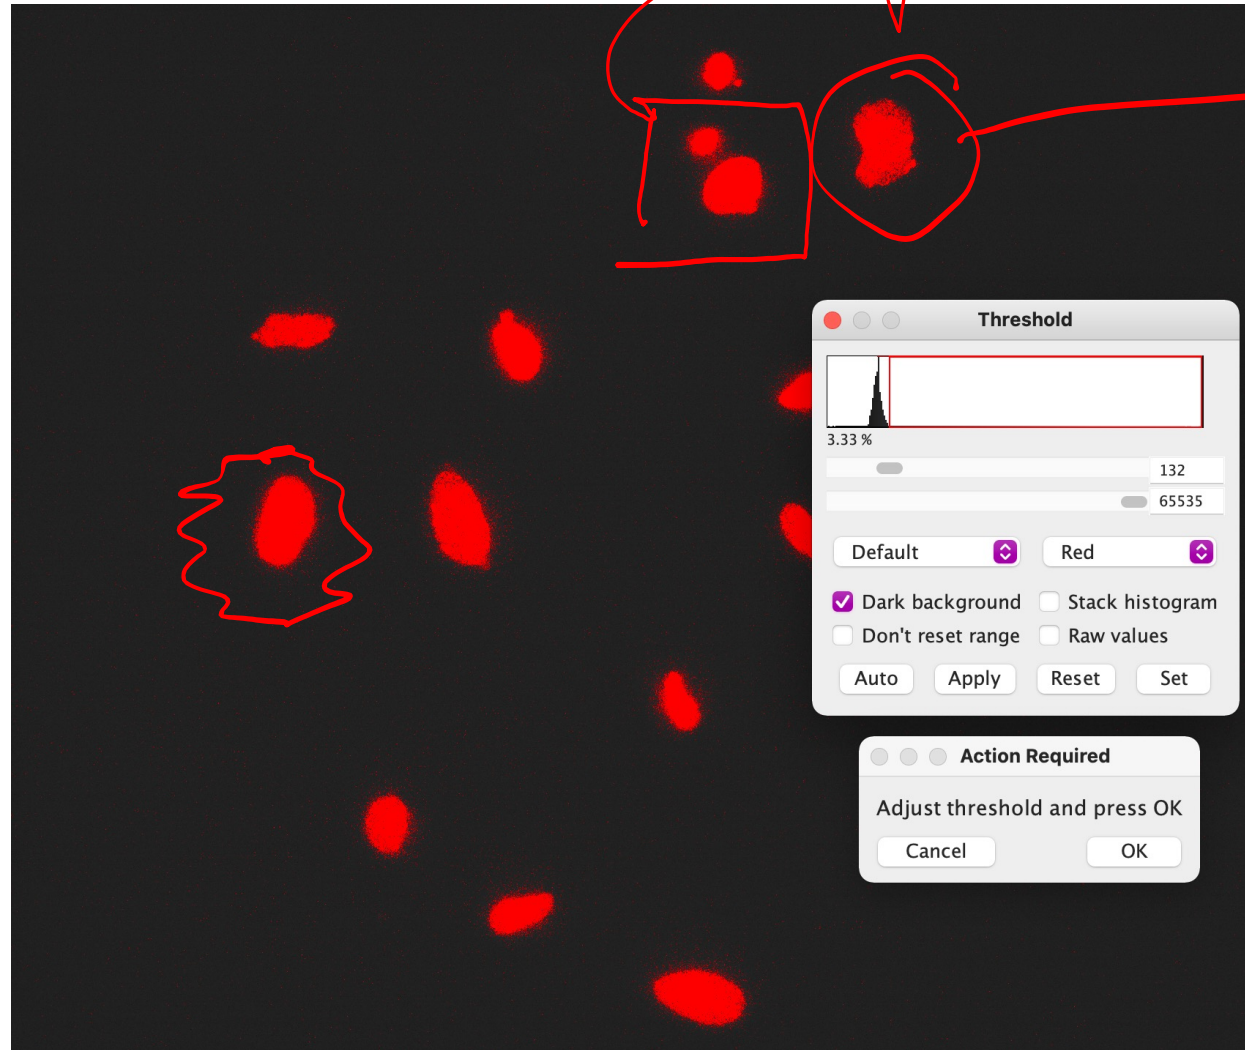 Threshold
3.33 %
132
65535
Default
Red
Dark background
Stack histogram
Don't reset range
Raw values
Auto
Apply
Reset
Set
Action Required
Adjust threshold and press OK
Cancel
OK